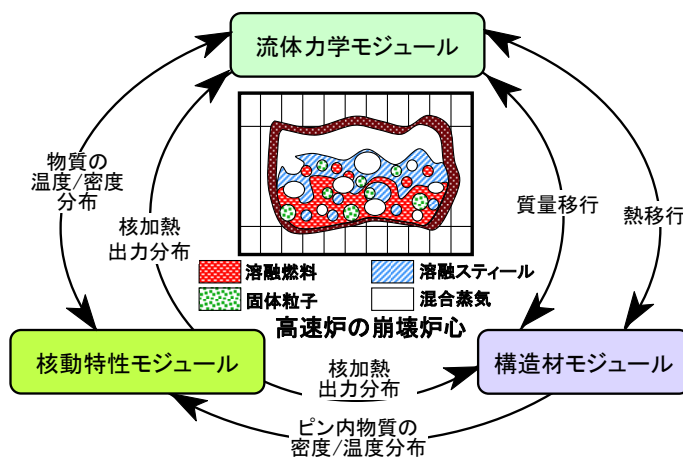 流体力学モジュール
物質の
温度/密度
分布
核加熱
出力分布
質量移行
熱移行
溶融燃料
溶融スティール
固体粒子
混合蒸気
高速炉の崩壊炉心
核動特性モジュール
核加熱
出力分布
構造材モジュール
ピン内物質の
密度/温度分布